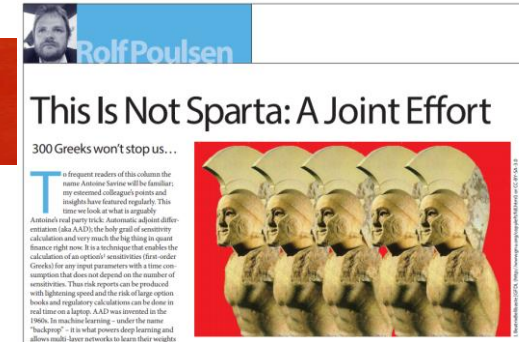 Rolf Poulsen
This Is Not Sparta: A Joint Effort
300 Greeks won't stop us…
To frequent readers of this column the
name Antoine Savine will be familiar;
my esteemed colleague's points and
insights have featured regularly. This
time we look at what is arguably
Antoine's real party trick: Automatic adjoint differ-
entiation (aka AAD); the holy grail of sensitivity
calculation and very much the big thing in quant
finance right now. It is a technique that enables the
calculation of an option's¹ sensitivities (first-order
Greeks) for any input parameters with a time con-
sumption that does not depend on the number of
sensitivities. Thus risk reports can be produced
with lightening speed and the risk of large option
books and regulatory calculations can be done in
real time on a laptop. AAD was invented in the
1960s. In machine learning – under the name
"backprop" – it is what powers deep learning and
allows multi-layer networks to learn their weights